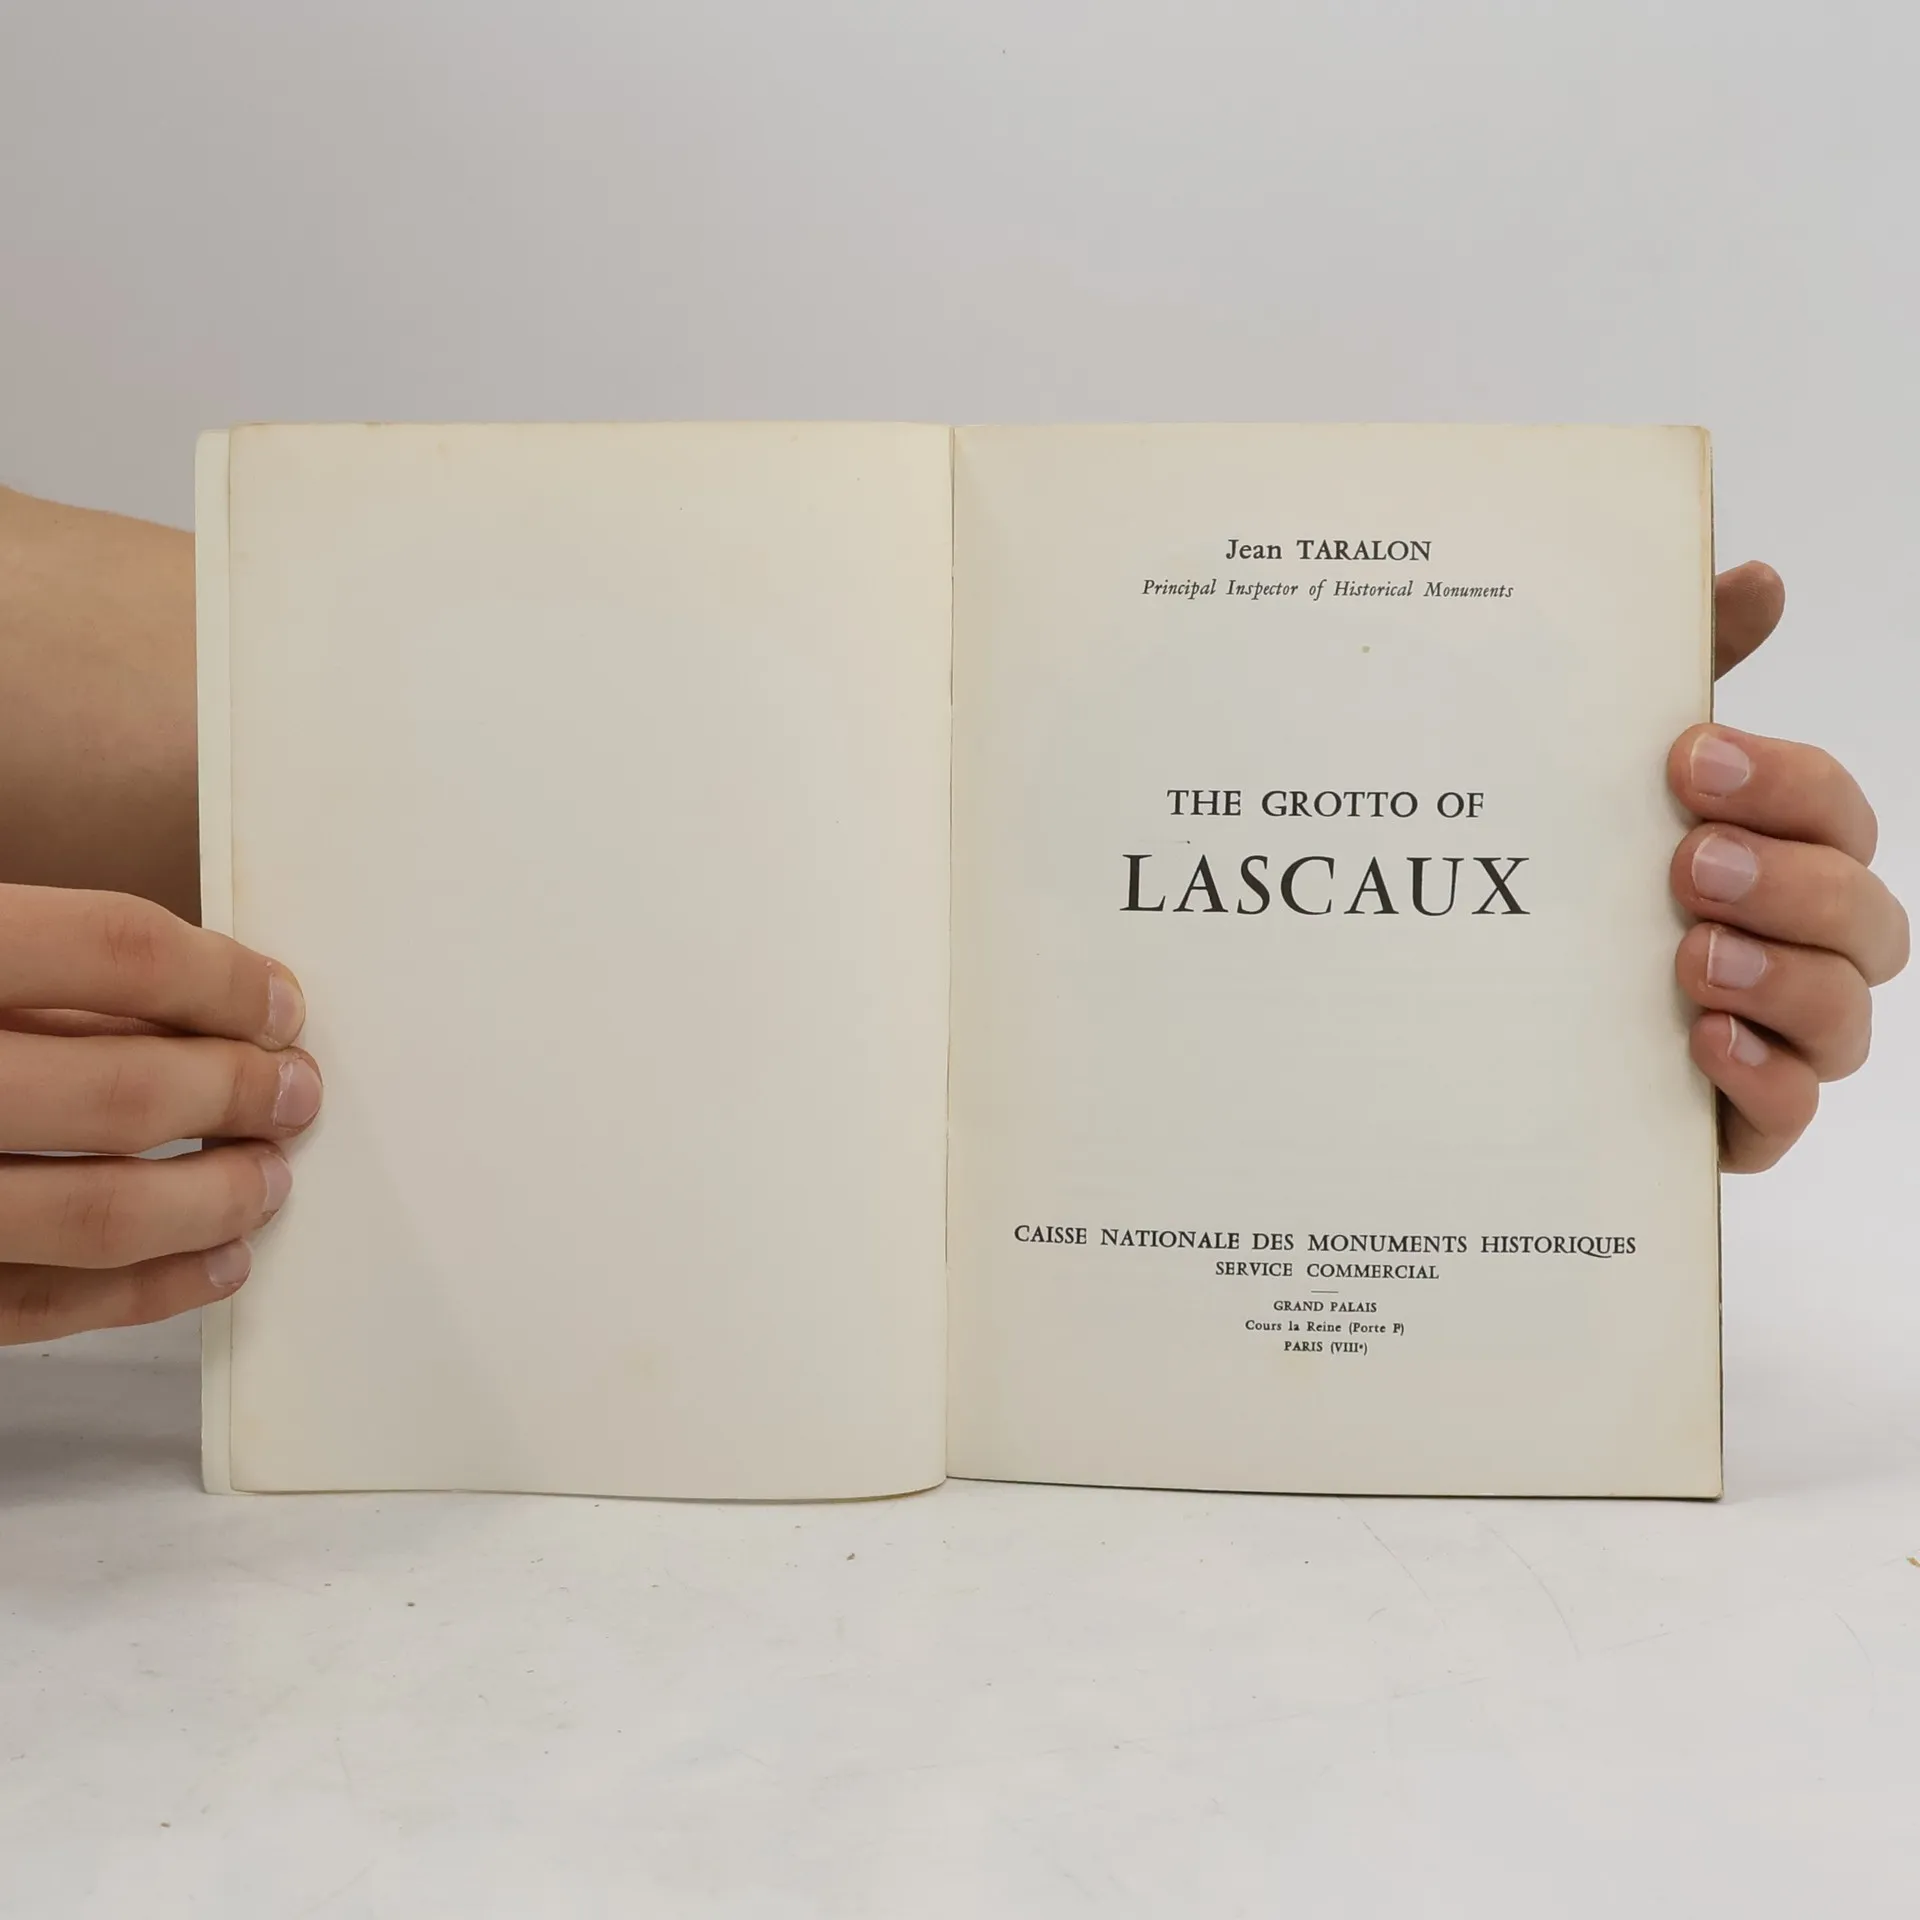 Jean TARALON
Principal Inspector of Historical Monuments
THE GROTTO OF
LASCAUX
CAISSE NATIONALE DES MONUMENTS HISTORIQUES
SERVICE COMMERCIAL
GRAND PALAIS
Cours la Reine (Porte F)
PARIS (VIIIe)